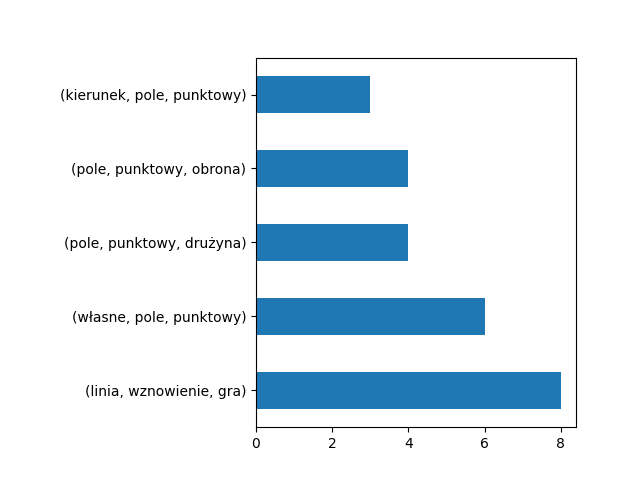 (kierunek, pole, punktowy)
(pole, punktowy, obrona)
(pole, punktowy, drużyna)
(własne, pole, punktowy)
(linia, wznowienie, gra)
0 2 4 6 8